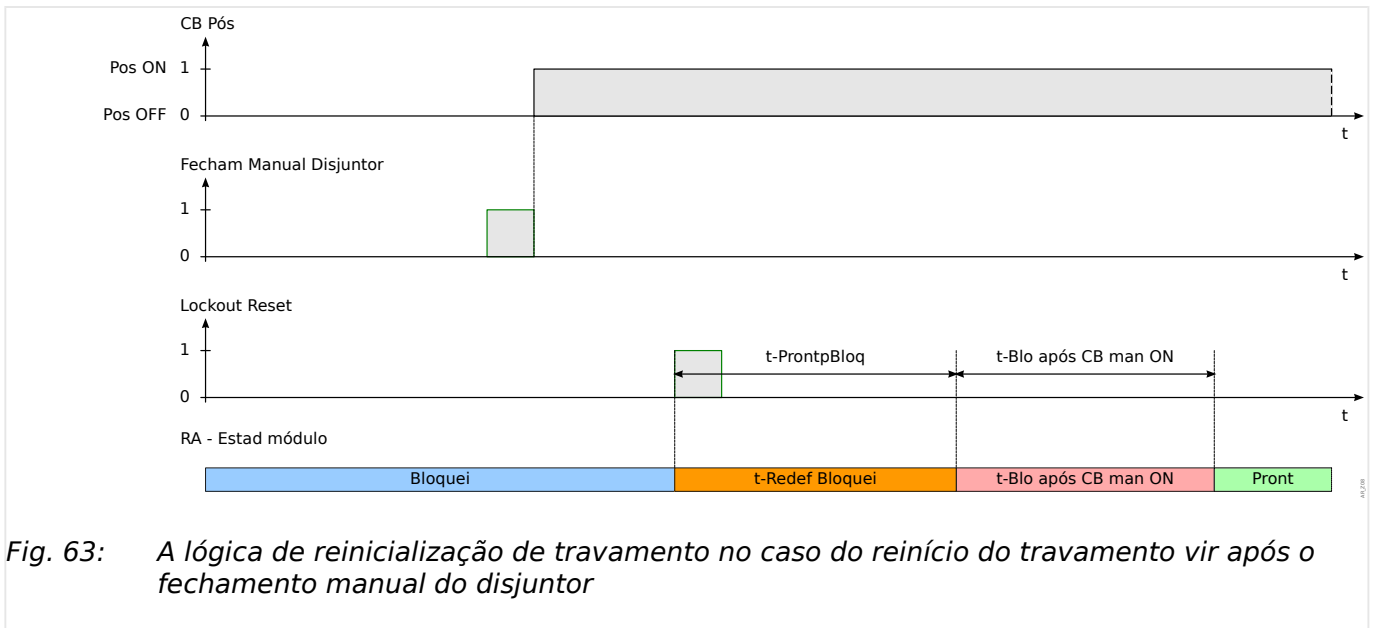 CB Pós
Pos ON 1
Pos OFF 0
t
Fecham Manual Disjuntor
1
0
t
Lockout Reset
1
t-ProntpBloq t-Blo após CB man ON
0
t
RA - Estad módulo
Bloquei t-Redef Bloquei t-Blo após CB man ON Pront
Fig. 63: A lógica de reinicialização de travamento no caso do reinício do travamento vir após o
fechamento manual do disjuntor